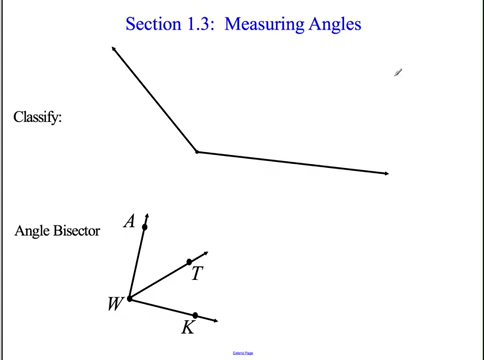 Section 1.3: Measuring Angles
Classify:
Angle Bisector
A
T
W
K